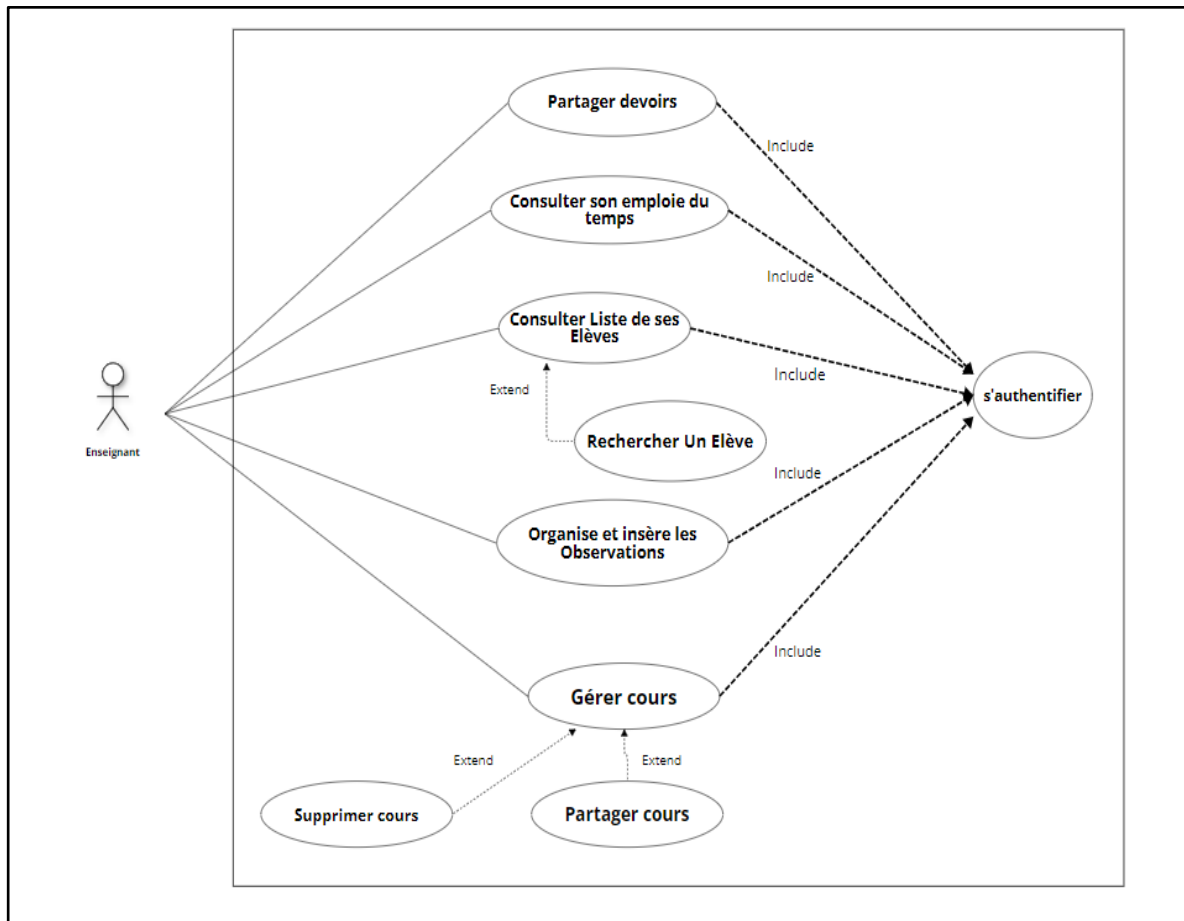 Partager devoirs
Include
Consulter son emploie du
temps
Include
Consulter Liste de ses
Elèves
Include
s'authentifier
Extend
Enseignant
Rechercher Un Elève
Include
Organise et insère les
Observations
Include
Gérer cours
Extend
Extend
Supprimer cours
Partager cours